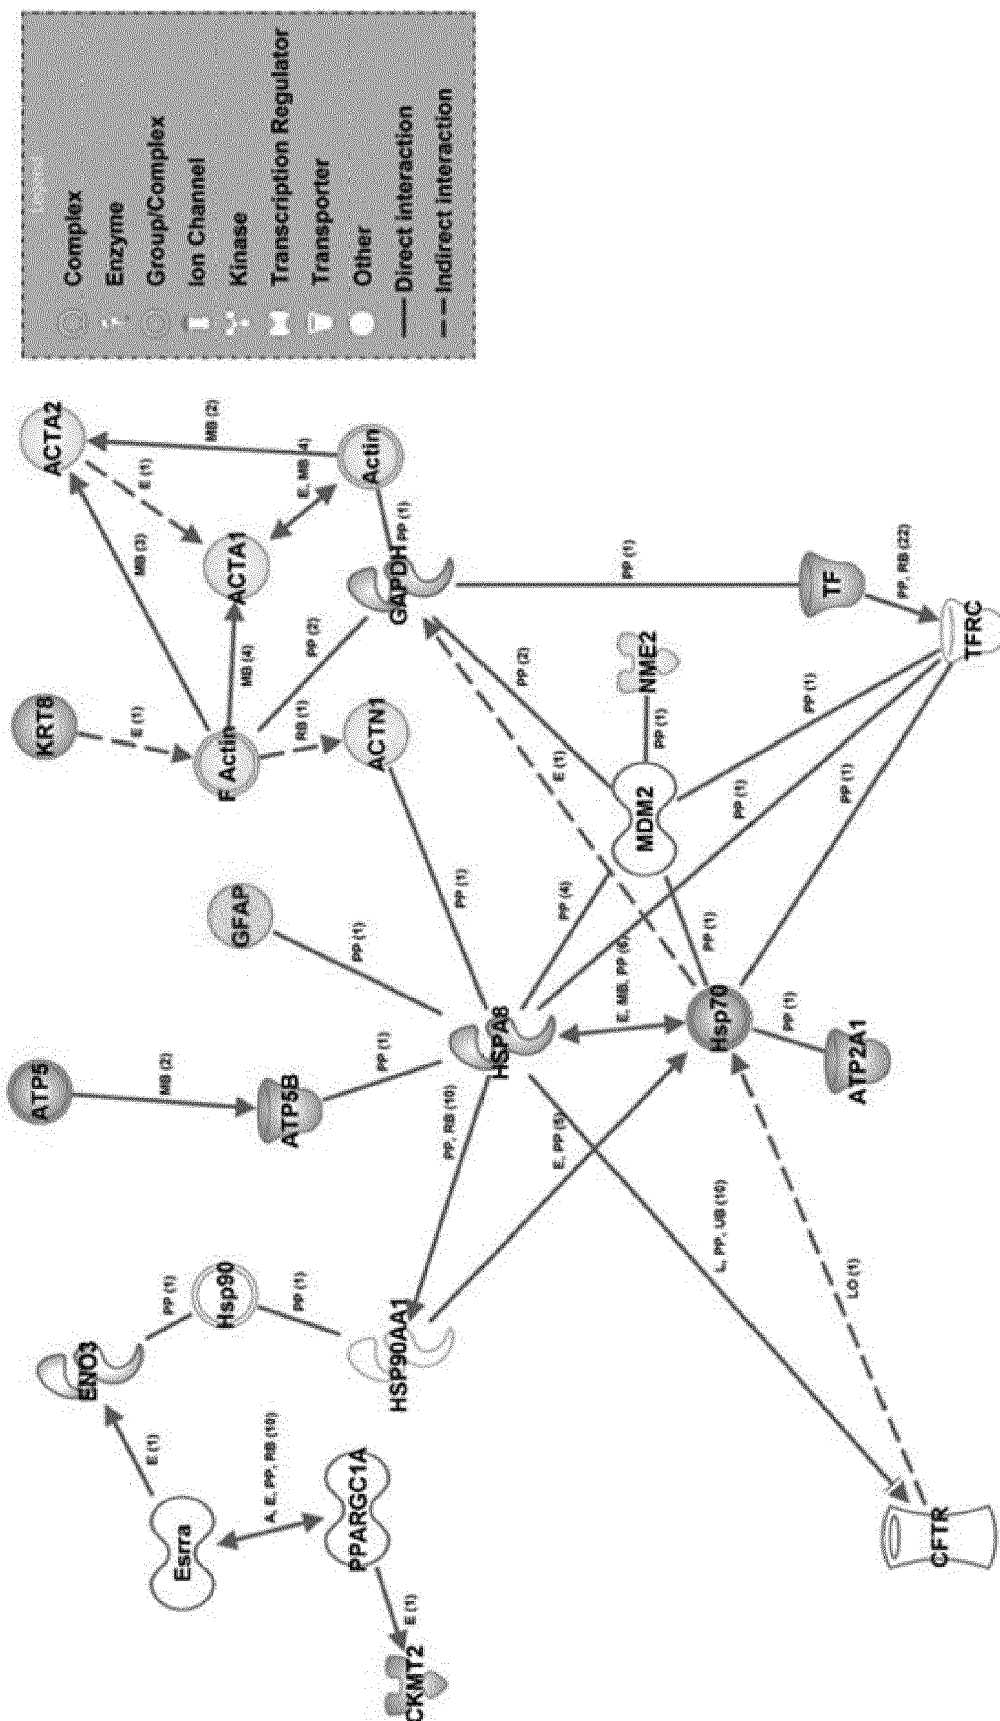 Legend
Complex
Enzyme
Group/Complex
Ion Channel
Kinase
Transcription Regulator
Transporter
Other
Direct interaction
Indirect interaction
CKMT2
E (1)
PPARGC1A
A, E, PP, RB (10)
Esrra
E (1)
ENO3
PP (1)
Hsp90
PP (1)
HSP90AA1
ATP5
MB (2)
ATP5B
PP (1)
PP, RB (10)
E, PP (5)
GFAP
PP (1)
HSPA8
KRT8
E (1)
F Actin
RB (1)
ACTN1
PP (1)
MB (3)
MB (4)
PP (2)
ACTA2
E (1)
ACTA1
MB (2)
E, MB (4)
Actin
PP (1)
GAPDH
PP (1)
TF
PP, RB (22)
TFRC
PP (2)
NME2
PP (1)
MDM2
E (1)
PP (4)
PP (1)
PP (1)
PP (1)
PP (1)
E, MB, PP (6)
Hsp70
PP (1)
ATP2A1
L, PP, UB (10)
LO (1)
CFTR